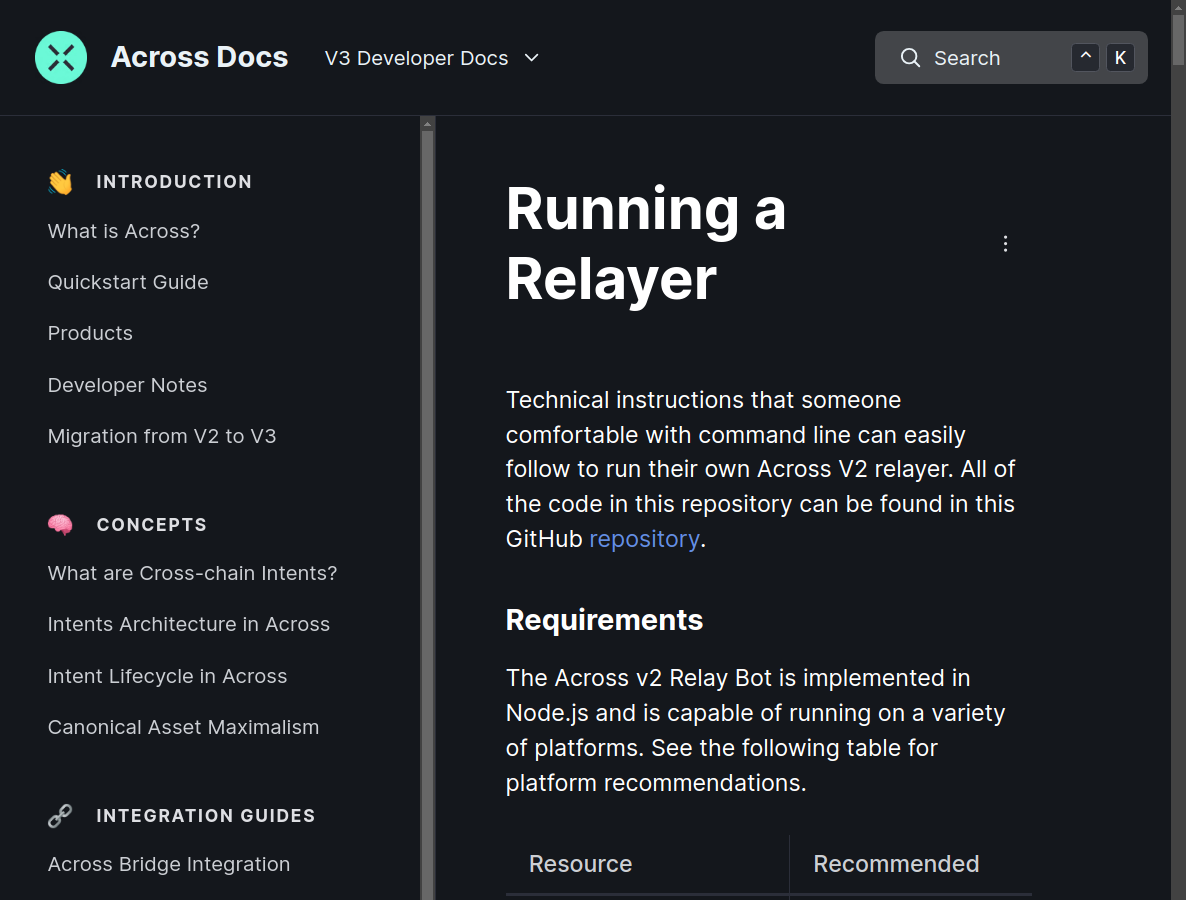 Across Docs
V3 Developer Docs
Search
^ K
INTRODUCTION
What is Across?
Quickstart Guide
Products
Developer Notes
Migration from V2 to V3
CONCEPTS
What are Cross-chain Intents?
Intents Architecture in Across
Intent Lifecycle in Across
Canonical Asset Maximalism
INTEGRATION GUIDES
Across Bridge Integration
Running a
Relayer
Technical instructions that someone
comfortable with command line can easily
follow to run their own Across V2 relayer. All of
the code in this repository can be found in this
GitHub repository.
Requirements
The Across v2 Relay Bot is implemented in
Node.js and is capable of running on a variety
of platforms. See the following table for
platform recommendations.
Resource
Recommended